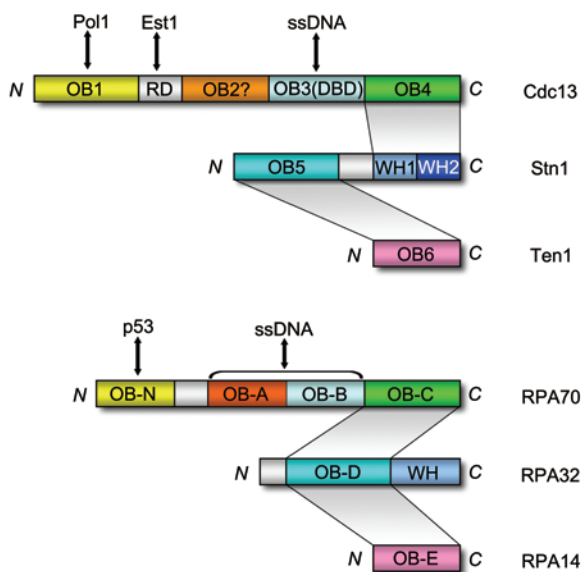 Pol1 Est1 ssDNA
N OB1 RD OB2? OB3(DBD) OB4 C Cdc13
N OB5 WH1 WH2 C Stn1
N OB6 C Ten1
p53 ssDNA
N OB-N OB-A OB-B OB-C C RPA70
N OB-D WH C RPA32
N OB-E C RPA14